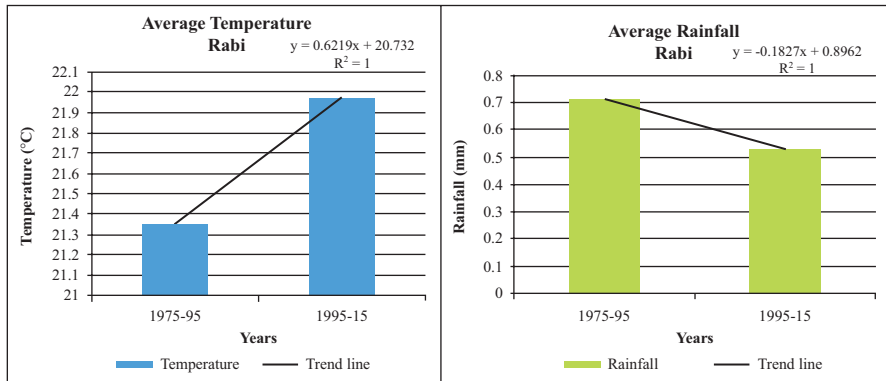 Average Temperature
Rabi
y = 0.6219x + 20.732
R² = 1
Temperature (°C)
22.1
22
21.9
21.8
21.7
21.6
21.5
21.4
21.3
21.2
21.1
21
1975-95
1995-15
Years
Temperature
Trend line
Average Rainfall
Rabi
y = -0.1827x + 0.8962
R² = 1
Rainfall (mm)
0.8
0.7
0.6
0.5
0.4
0.3
0.2
0.1
0
1975-95
1995-15
Years
Rainfall
Trend line